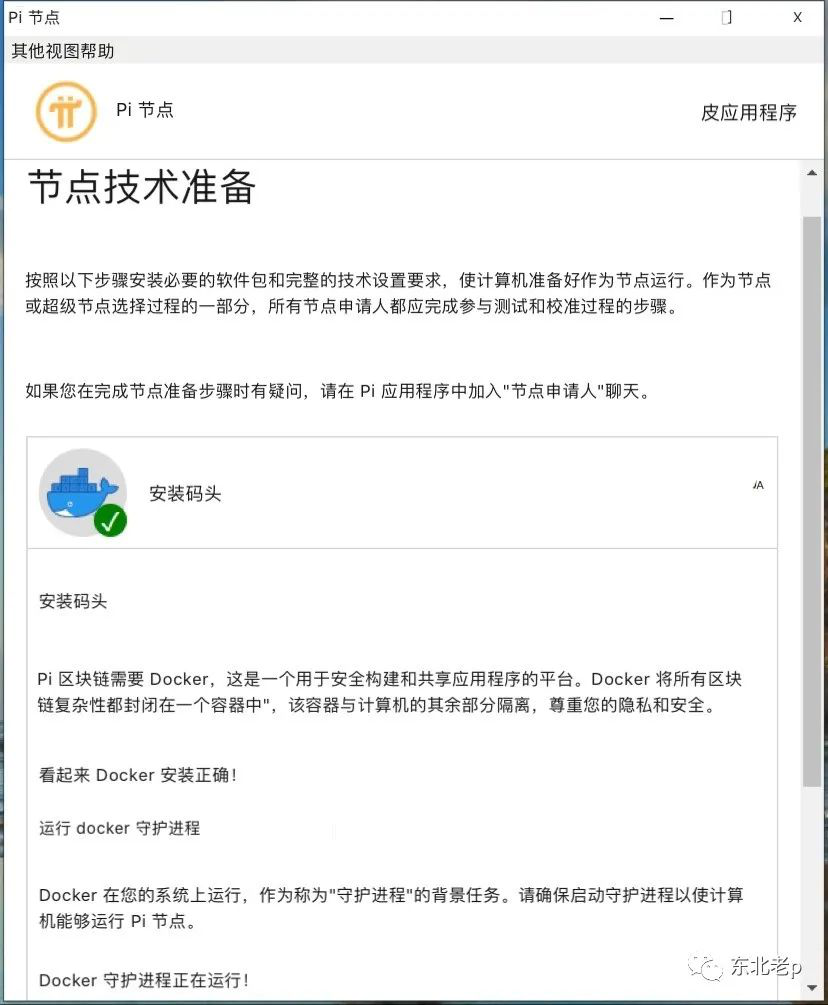 Pi 节点
其他视图帮助
Pi 节点
皮应用程序
节点技术准备
按照以下步骤安装必要的软件包和完整的技术设置要求，使计算机准备好作为节点运行。作为节点
或超级节点选择过程的一部分，所有节点申请人都应完成参与测试和校准过程的步骤。
如果您在完成节点准备步骤时有疑问，请在 Pi 应用程序中加入"节点申请人"聊天。
安装码头
安装码头
Pi 区块链需要 Docker，这是一个用于安全构建和共享应用程序的平台。Docker 将所有区块
链复杂性都封闭在一个容器中"，该容器与计算机的其余部分隔离，尊重您的隐私和安全。
看起来 Docker 安装正确！
运行 docker 守护进程
Docker 在您的系统上运行，作为称为"守护进程"的背景任务。请确保启动守护进程以使计算
机能够运行 Pi 节点。
Docker 守护进程正在运行！
东北老p